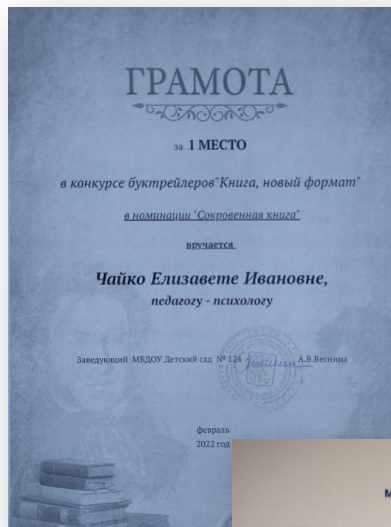 ГРАМОТА
за 1 МЕСТО
в конкурсе буктрейлеров"Книга, новый формат"
в номинации "Сокровенная книга"
вручается
Чайко Елизавете Ивановне,
педагогу - психологу
Заведующий МБДОУ Детский сад № 124 А.В.Веснина
февраль
2022 год